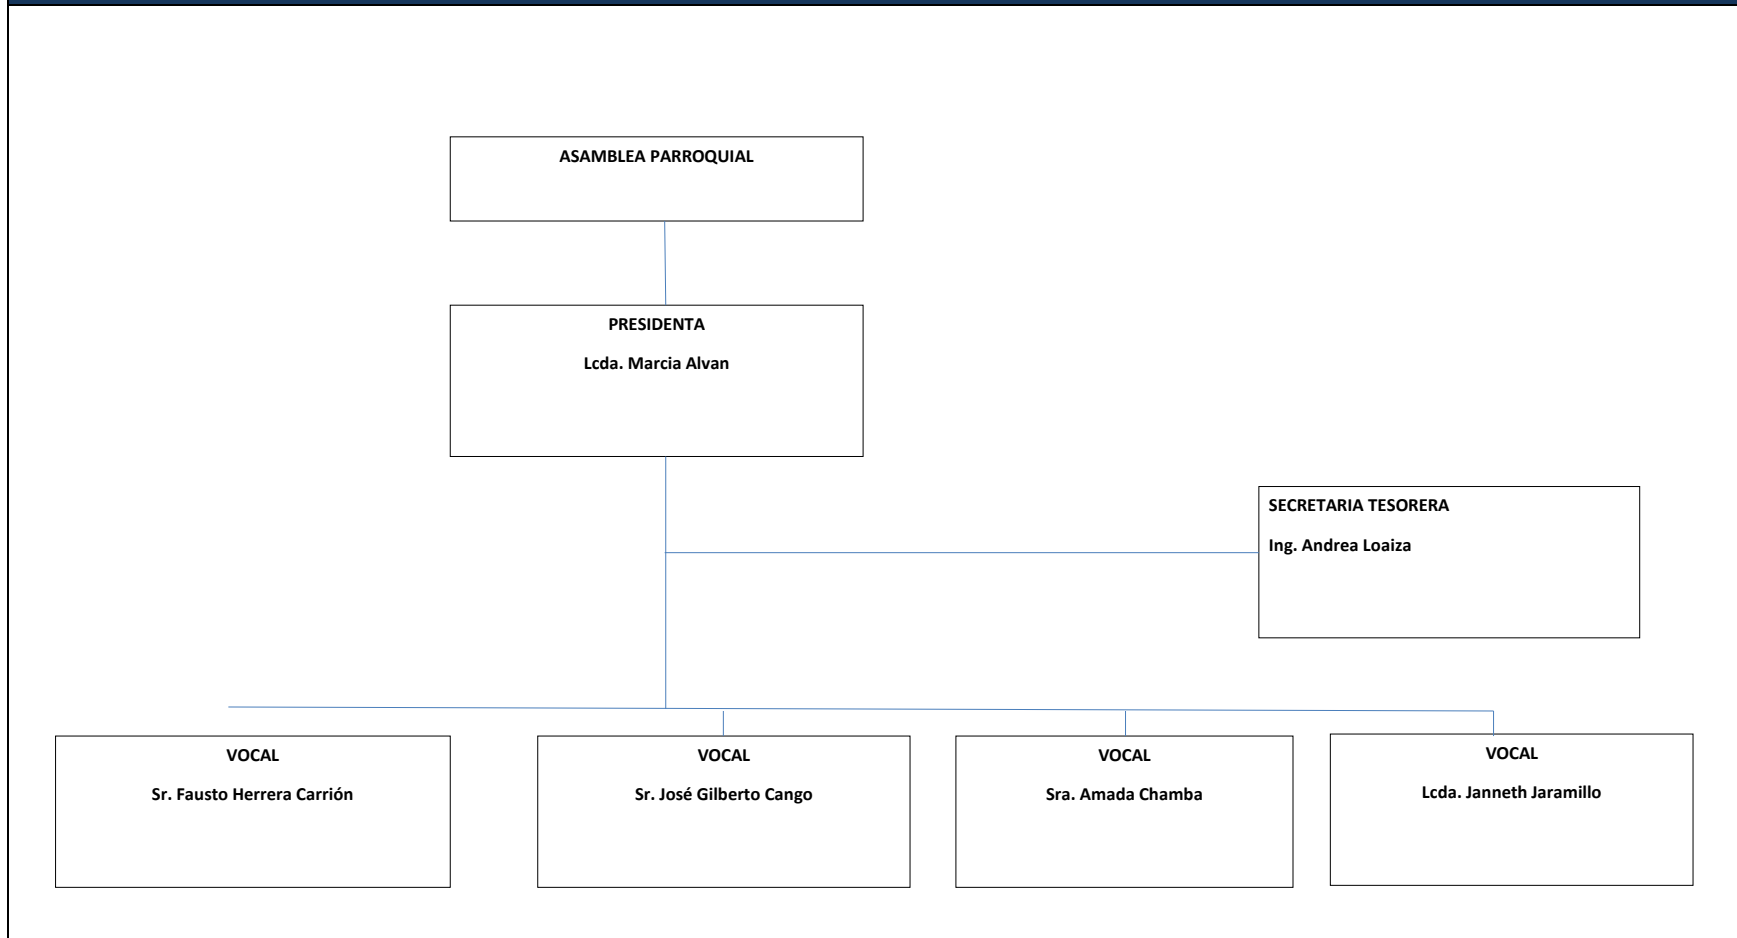 ASAMBLEA PARROQUIAL
PRESIDENTA
Lcda. Marcia Alvan
SECRETARIA TESORERA
Ing. Andrea Loaiza
VOCAL
Sr. Fausto Herrera Carrión
VOCAL
Sr. José Gilberto Cango
VOCAL
Sra. Amada Chamba
VOCAL
Lcda. Janneth Jaramillo